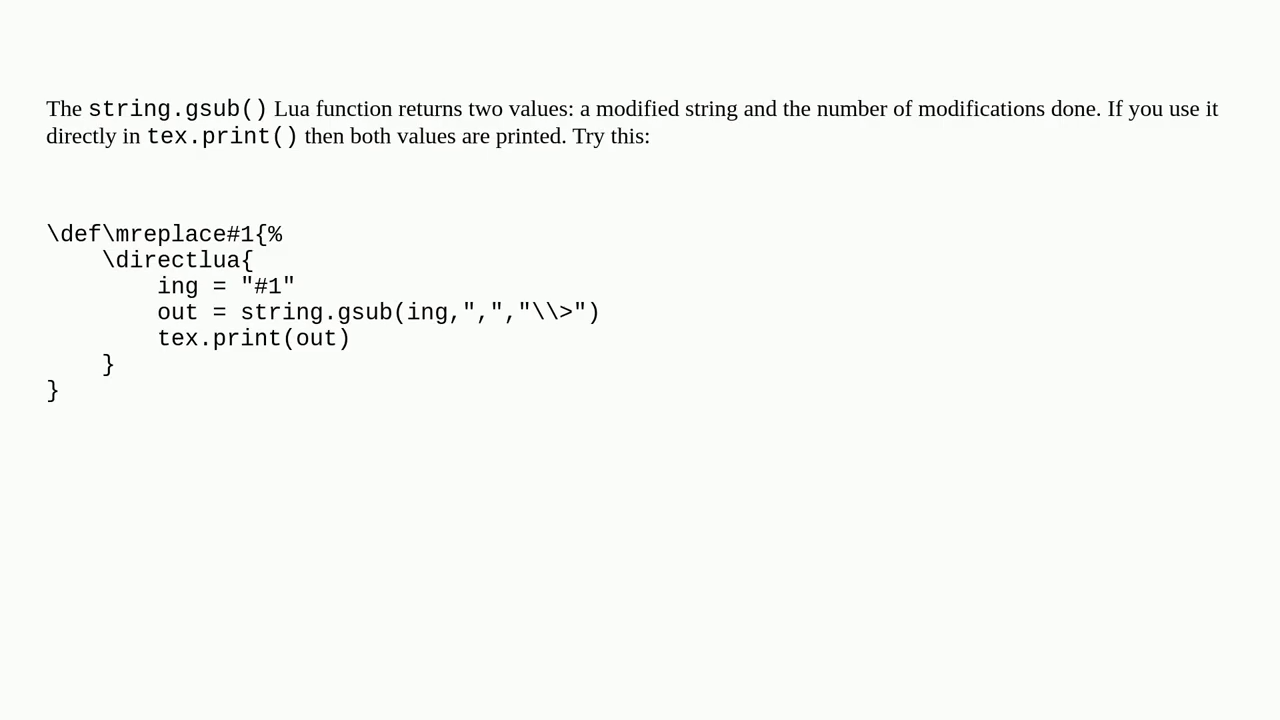 The string.gsub() Lua function returns two values: a modified string and the number of modifications done. If you use it
directly in tex.print() then both values are printed. Try this:
\def\mreplace#1{%
    \directlua{
        ing = "#1"
        out = string.gsub(ing,",","\\>")
        tex.print(out)
    }
}